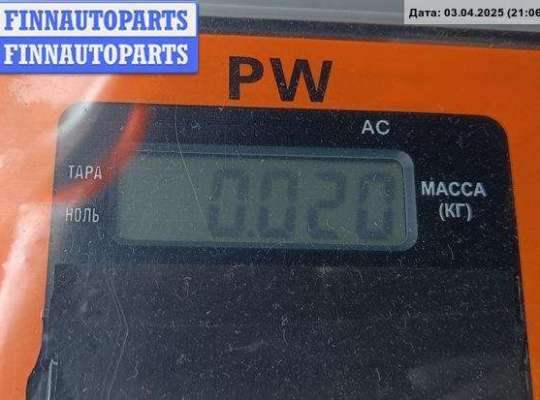 FINNAUTOPARTS
FINNAUTOPARTS
Дата: 03.04.2025 (21:06
PW
AC
ТАРА
НОЛЬ
0.020
МАССА
(КГ)